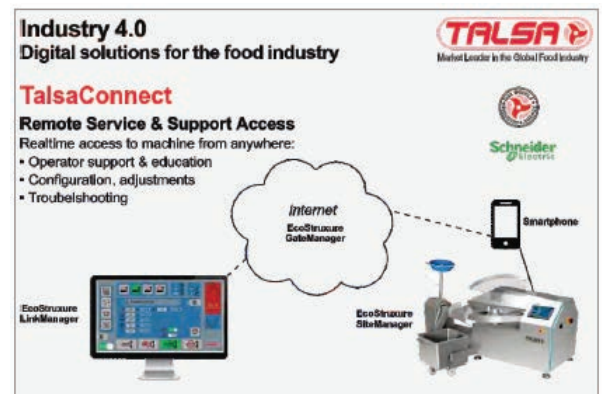 Industry 4.0
Digital solutions for the food industry
TALSA
Market Leader in the Global Food Industry
TalsaConnect
Remote Service & Support Access
Realtime access to machine from anywhere:
• Operator support & education
• Configuration, adjustments
• Troubelshooting
Schneider
Electric
Internet
EcoStruxure
GateManager
Smartphone
EcoStruxure
LinkManager
EcoStruxure
SiteManager